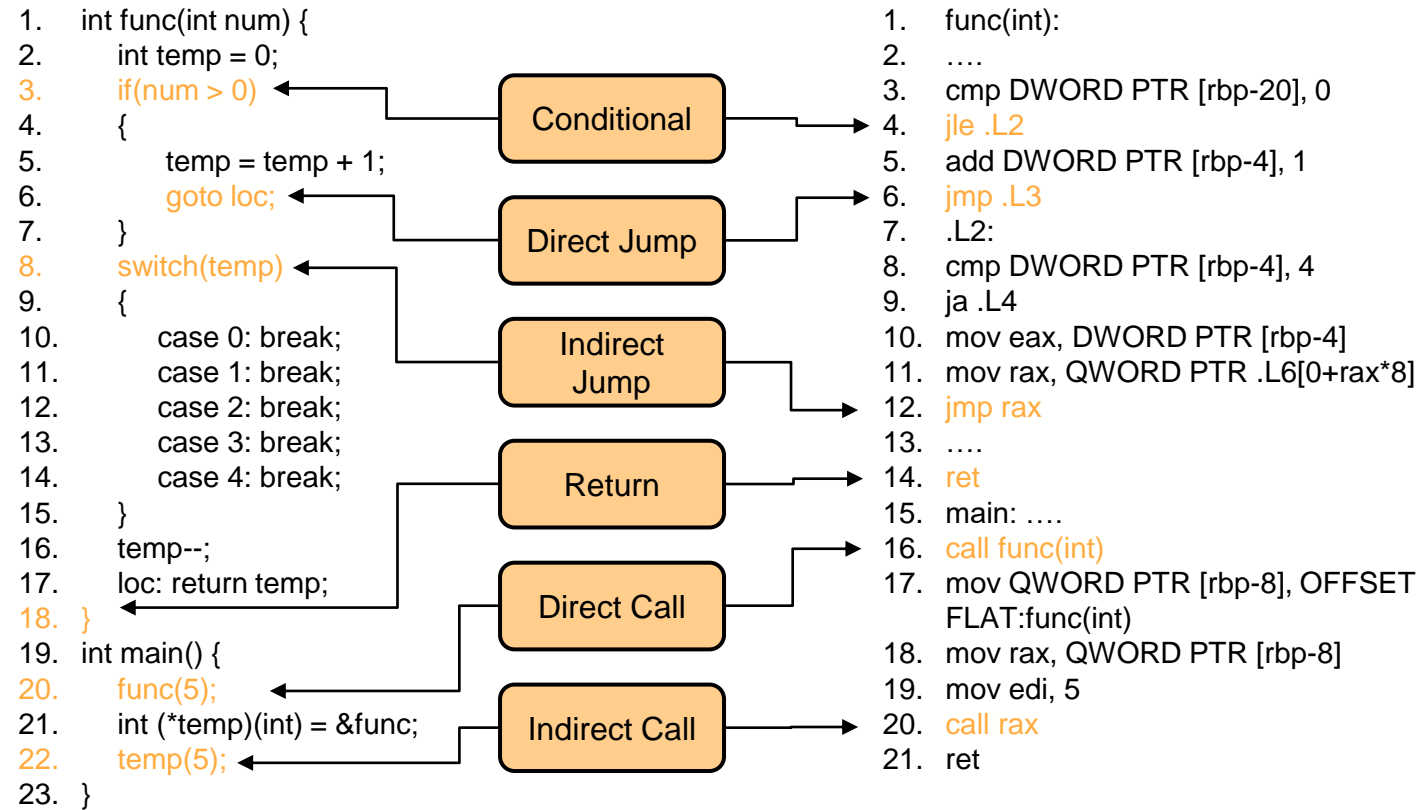 1. int func(int num) {
2. int temp = 0;
3. if(num > 0)
4. {
5. temp = temp + 1;
6. goto loc;
7. }
8. switch(temp)
9. {
10. case 0: break;
11. case 1: break;
12. case 2: break;
13. case 3: break;
14. case 4: break;
15. }
16. temp--;
17. loc: return temp;
18. }
19. int main() {
20. func(5);
21. int (*temp)(int) = &func;
22. temp(5);
23. }
Conditional
Direct Jump
Indirect
Jump
Return
Direct Call
Indirect Call
1. func(int):
2. ….
3. cmp DWORD PTR [rbp-20], 0
4. jle .L2
5. add DWORD PTR [rbp-4], 1
6. jmp .L3
7. .L2:
8. cmp DWORD PTR [rbp-4], 4
9. ja .L4
10. mov eax, DWORD PTR [rbp-4]
11. mov rax, QWORD PTR .L6[0+rax*8]
12. jmp rax
13. ….
14. ret
15. main: ….
16. call func(int)
17. mov QWORD PTR [rbp-8], OFFSET
FLAT:func(int)
18. mov rax, QWORD PTR [rbp-8]
19. mov edi, 5
20. call rax
21. ret